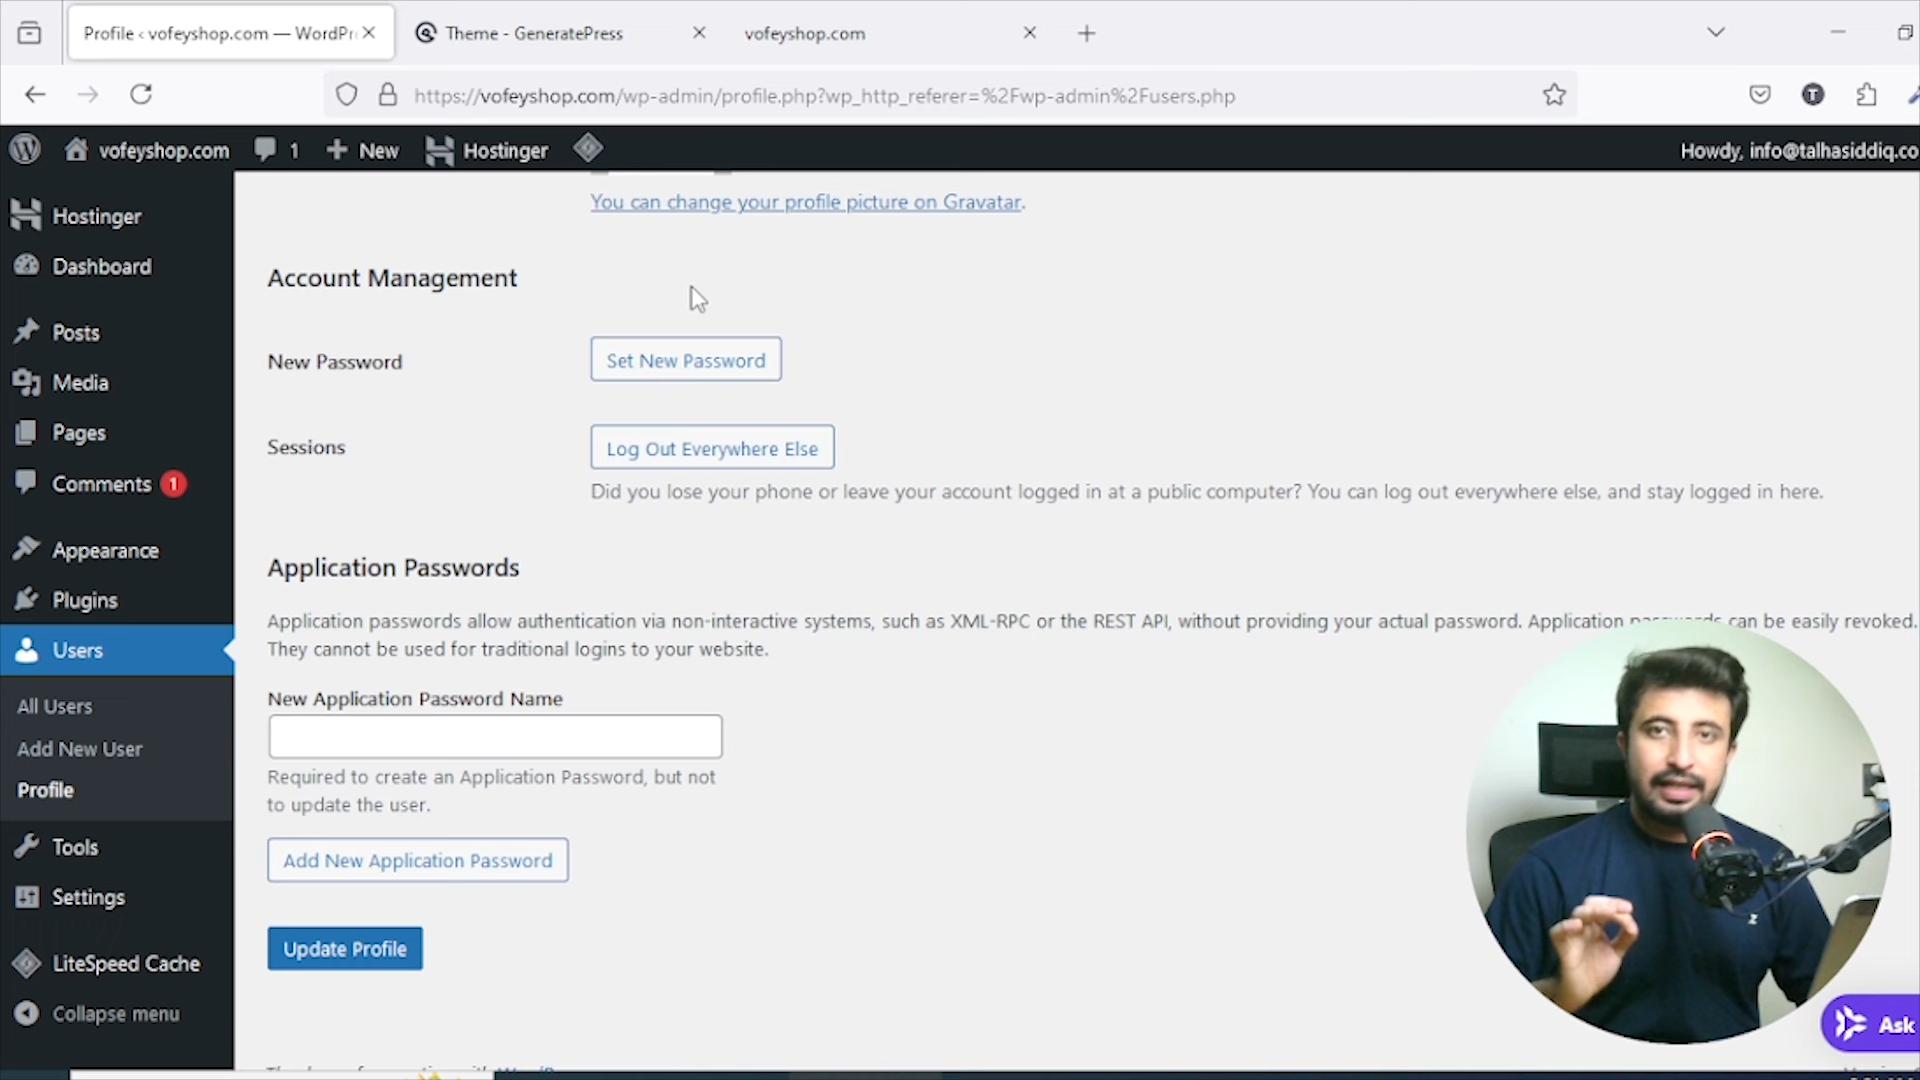 Profile ‹ vofeyshop.com — WordPr
Theme - GeneratePress
vofeyshop.com
https://vofeyshop.com/wp-admin/profile.php?wp_http_referer=%2Fwp-admin%2Fusers.php
vofeyshop.com
1
New
Hostinger
Howdy, info@talhasiddiq.co
Hostinger
Dashboard
Posts
Media
Pages
Comments 1
Appearance
Plugins
Users
All Users
Add New User
Profile
Tools
Settings
LiteSpeed Cache
Collapse menu
You can change your profile picture on Gravatar.
Account Management
New Password
Set New Password
Sessions
Log Out Everywhere Else
Did you lose your phone or leave your account logged in at a public computer? You can log out everywhere else, and stay logged in here.
Application Passwords
Application passwords allow authentication via non-interactive systems, such as XML-RPC or the REST API, without providing your actual password. Application passwords can be easily revoked.
They cannot be used for traditional logins to your website.
New Application Password Name
Required to create an Application Password, but not
to update the user.
Add New Application Password
Update Profile
Ask